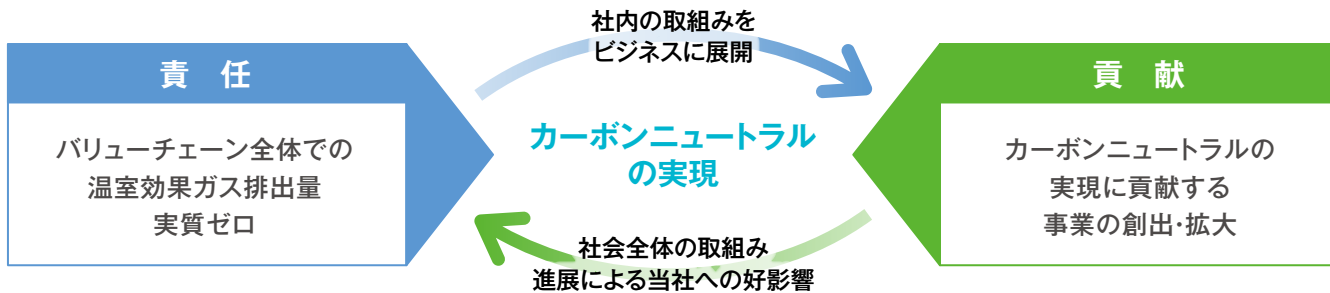 社内の取組みを
ビジネスに展開
責 任
バリューチェーン全体での
温室効果ガス排出量
実質ゼロ
カーボンニュートラル
の実現
貢 献
カーボンニュートラルの
実現に貢献する
事業の創出・拡大
社会全体の取組み
進展による当社への好影響